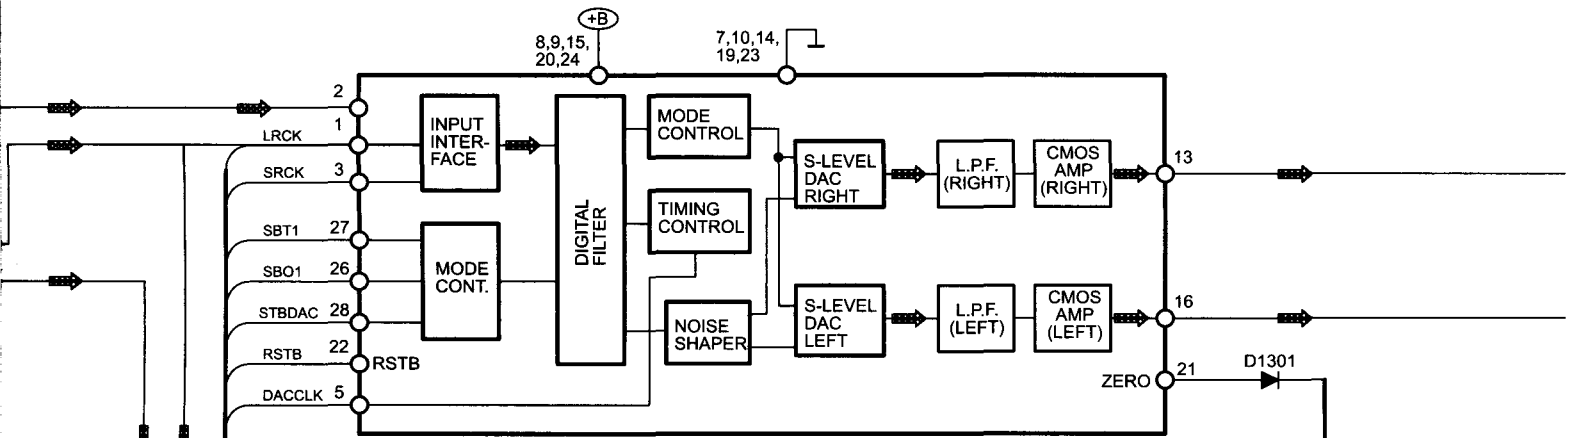 +B
8,9,15,
20,24
7,10,14,
19,23
2
LRCK 1
SRCK 3
SBT1 27
SBO1 26
STBDAC 28
RSTB 22
RSTB
DACCLK 5
INPUT
INTER-
FACE
MODE
CONT.
DIGITAL
FILTER
MODE
CONTROL
TIMING
CONTROL
NOISE
SHAPER
S-LEVEL
DAC
RIGHT
L.P.F.
(RIGHT)
CMOS
AMP
(RIGHT)
13
S-LEVEL
DAC
LEFT
L.P.F.
(LEFT)
CMOS
AMP
(LEFT)
16
ZERO 21
D1301